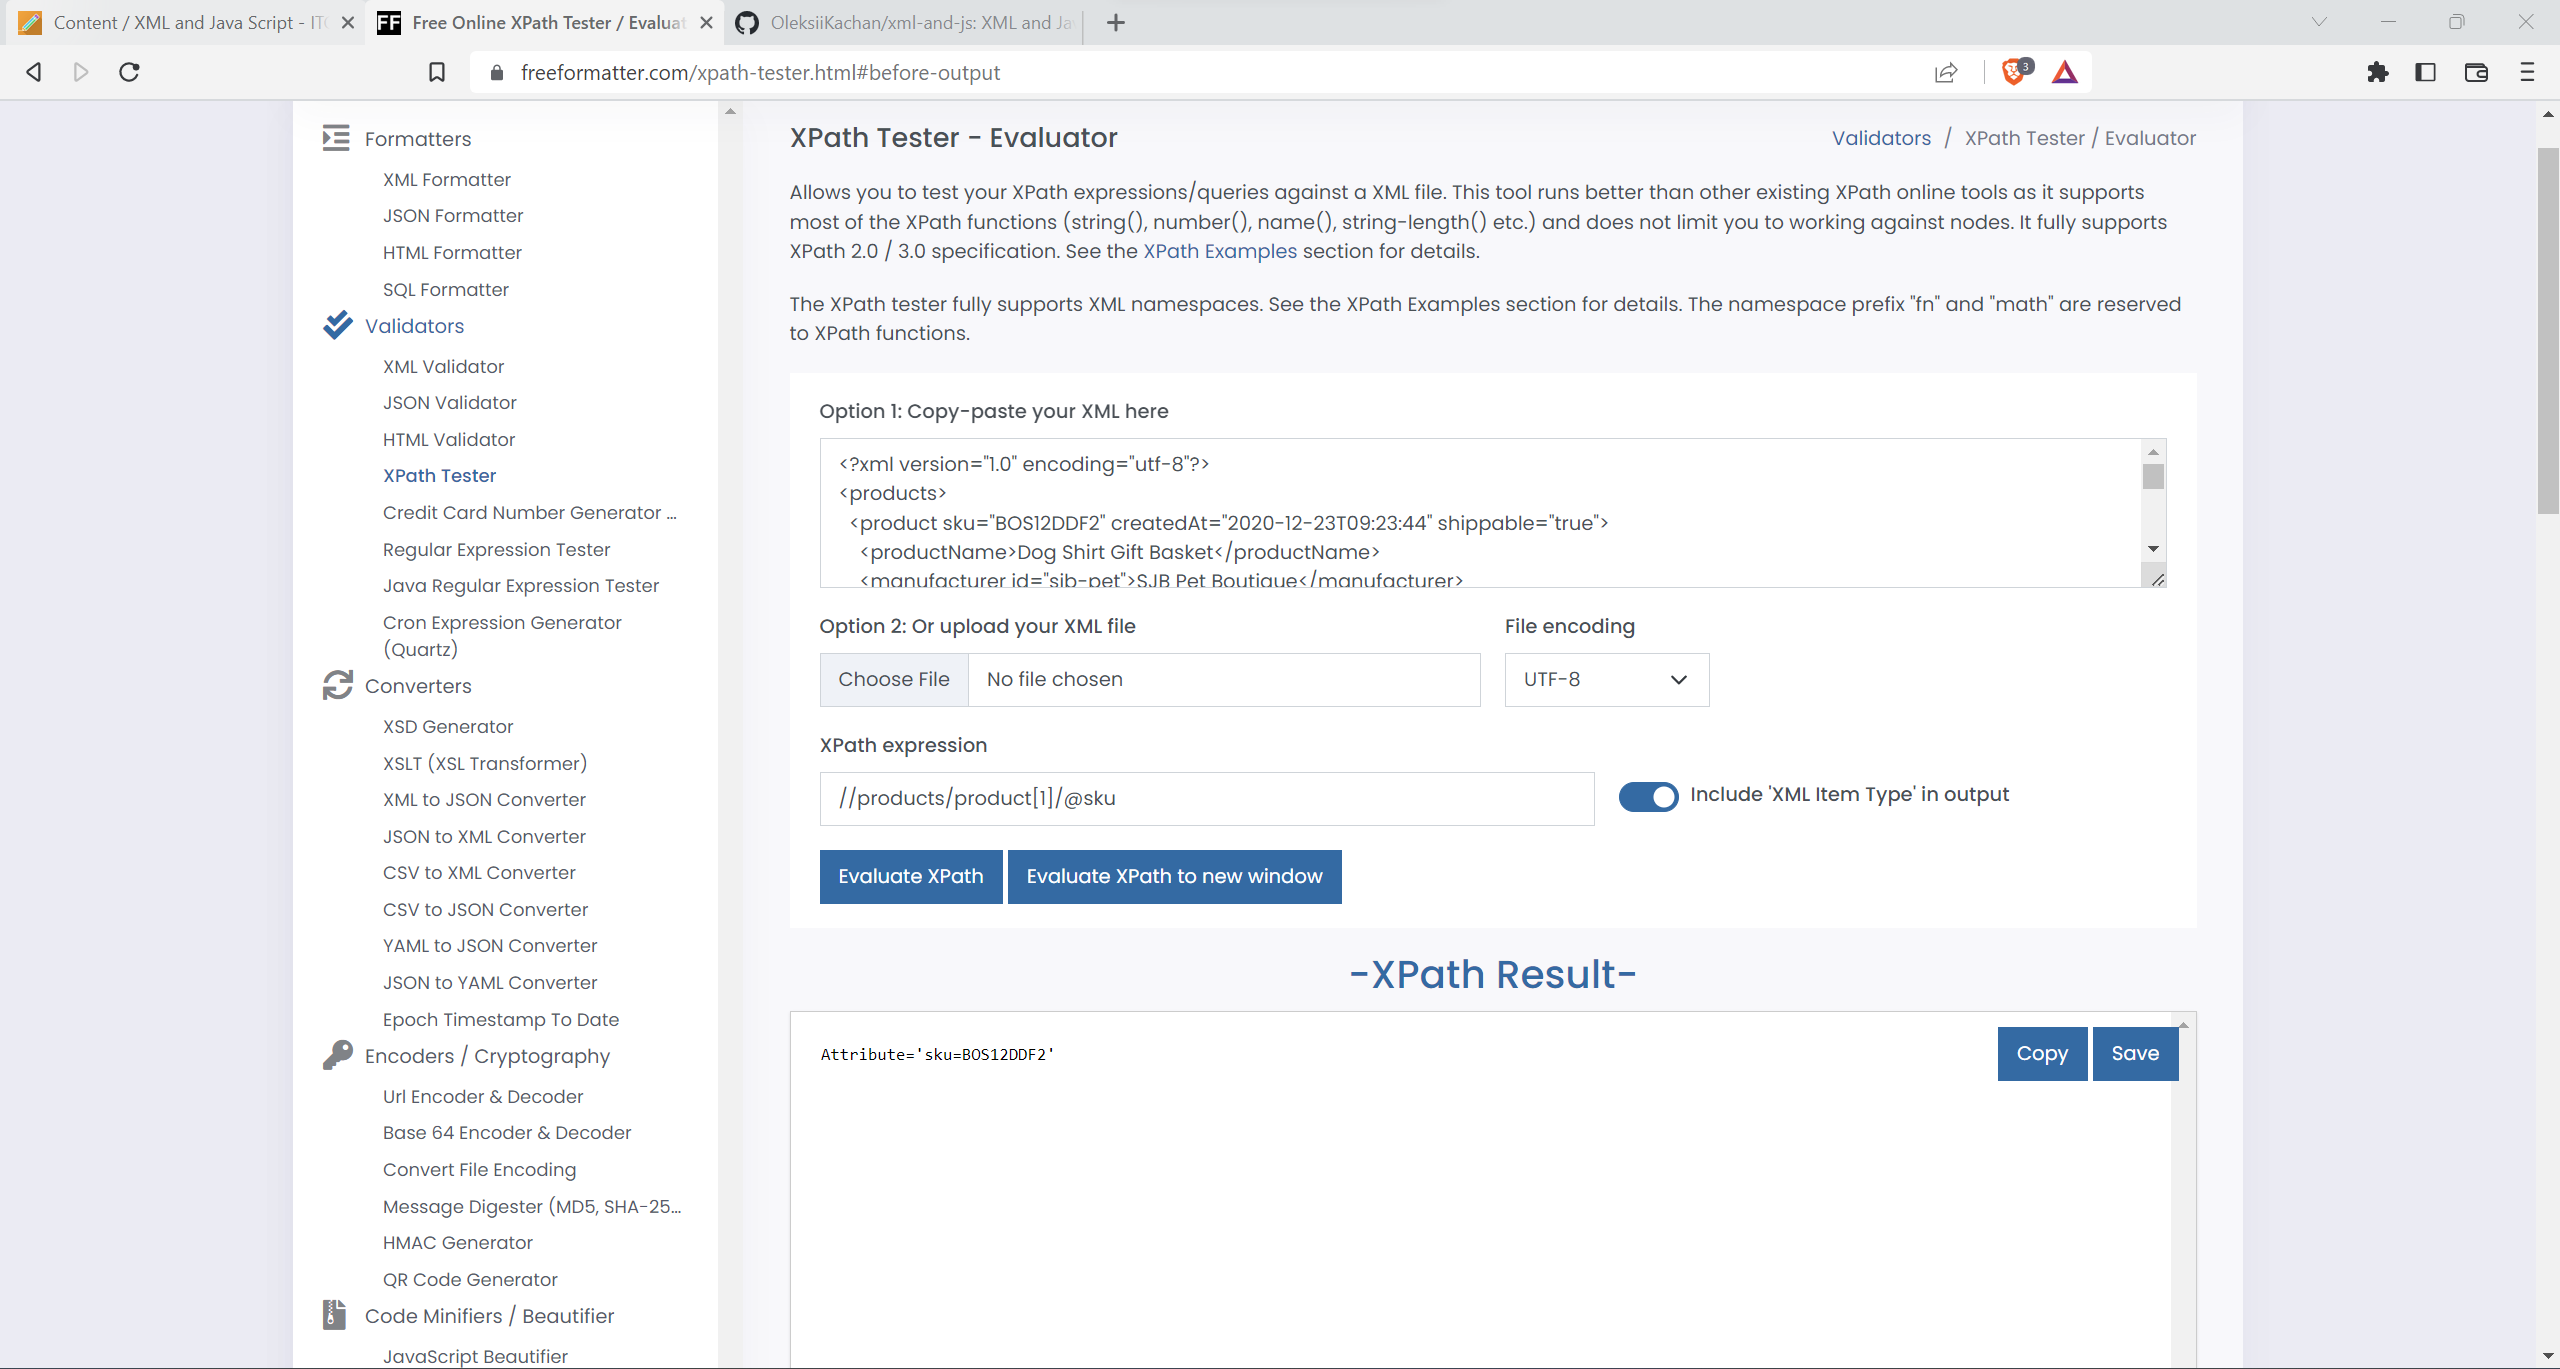 Content / XML and Java Script - IT
Free Online XPath Tester / Evaluat
OleksiiKachan/xml-and-js: XML and Ja
freeformatter.com/xpath-tester.html#before-output
3
Formatters
XML Formatter
JSON Formatter
HTML Formatter
SQL Formatter
Validators
XML Validator
JSON Validator
HTML Validator
XPath Tester
Credit Card Number Generator ...
Regular Expression Tester
Java Regular Expression Tester
Cron Expression Generator
(Quartz)
Converters
XSD Generator
XSLT (XSL Transformer)
XML to JSON Converter
JSON to XML Converter
CSV to XML Converter
CSV to JSON Converter
YAML to JSON Converter
JSON to YAML Converter
Epoch Timestamp To Date
Encoders / Cryptography
Url Encoder & Decoder
Base 64 Encoder & Decoder
Convert File Encoding
Message Digester (MD5, SHA-25...
HMAC Generator
QR Code Generator
Code Minifiers / Beautifier
JavaScript Beautifier
XPath Tester - Evaluator
Validators / XPath Tester / Evaluator
Allows you to test your XPath expressions/queries against a XML file. This tool runs better than other existing XPath online tools as it supports
most of the XPath functions (string(), number(), name(), string-length() etc.) and does not limit you to working against nodes. It fully supports
XPath 2.0 / 3.0 specification. See the XPath Examples section for details.
The XPath tester fully supports XML namespaces. See the XPath Examples section for details. The namespace prefix "fn" and "math" are reserved
to XPath functions.
Option 1: Copy-paste your XML here
<?xml version="1.0" encoding="utf-8"?>
<products>
<product sku="BOS12DDF2" createdAt="2020-12-23T09:23:44" shippable="true">
<productName>Dog Shirt Gift Basket</productName>
<manufacturer id="sjb-pet">SJB Pet Boutique</manufacturer>
Option 2: Or upload your XML file
File encoding
Choose File
No file chosen
UTF-8
XPath expression
//products/product[1]/@sku
Include 'XML Item Type' in output
Evaluate XPath
Evaluate XPath to new window
-XPath Result-
Attribute='sku=BOS12DDF2'
Copy
Save